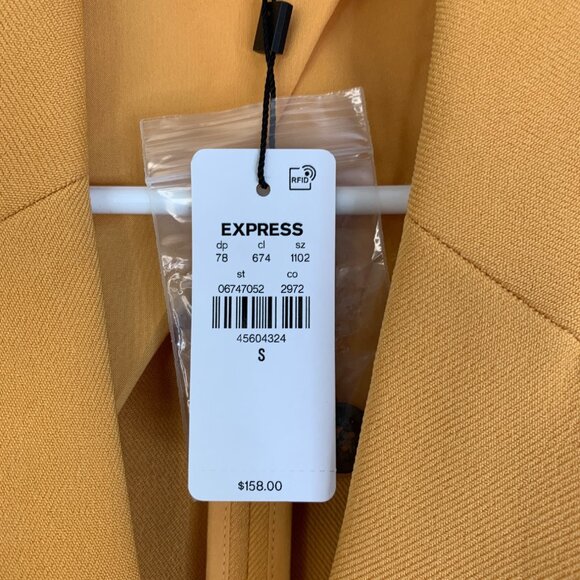 RFID
EXPRESS
dp cl sz
78 674 1102
st co
06747052 2972
45604324
S
$158.00